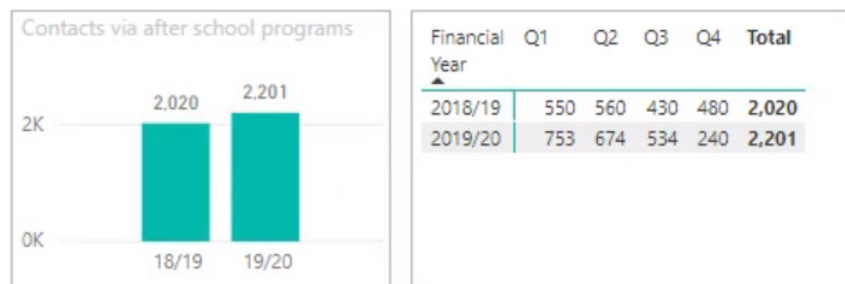 Contacts via after school programs
2,020 2,201
2K
0K
18/19 19/20
Financial Year Q1 Q2 Q3 Q4 Total
2018/19 550 560 430 480 2,020
2019/20 753 674 534 240 2,201